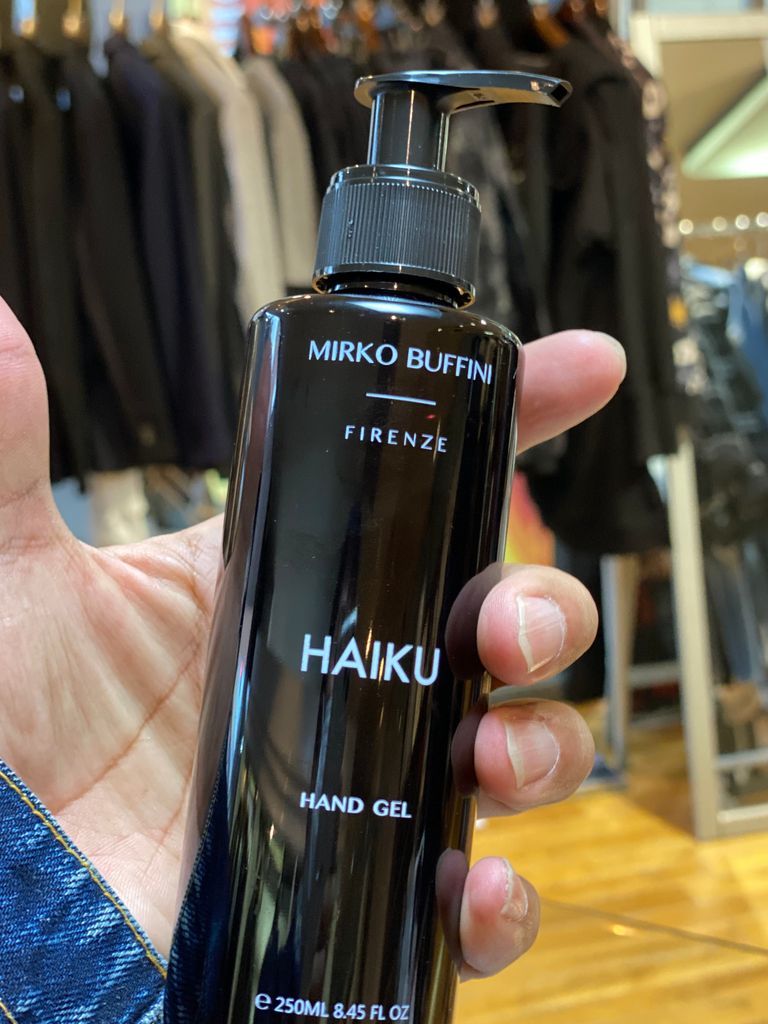 MIRKO BUFFINI
FIRENZE
HAIKU
HAND GEL
℮ 250ML 8.45 FL OZ